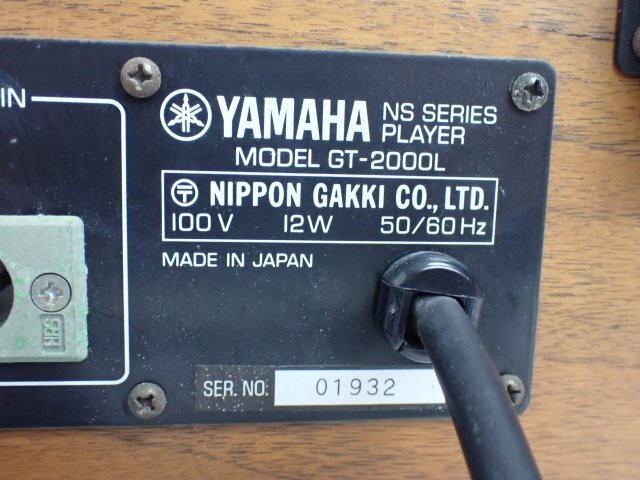 IN
YAMAHA NS SERIES PLAYER
MODEL GT-2000L
〶 NIPPON GAKKI CO., LTD.
100 V 12W 50/60 Hz
MADE IN JAPAN
SER. NO. 01932